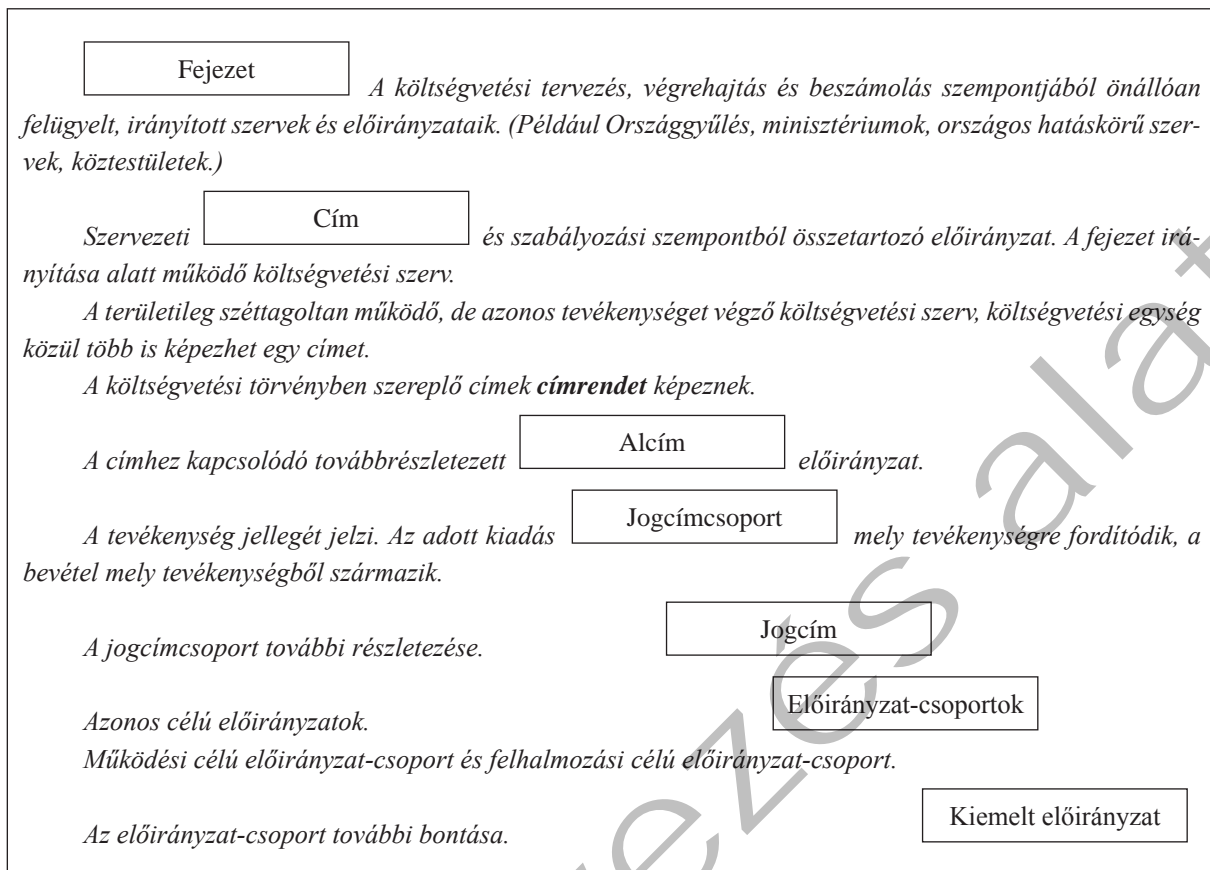 Fejezet A költségvetési tervezés, végrehajtás és beszámolás szempontjából önállóan
felügyelt, irányított szervek és előirányzataik. (Például Országgyűlés, minisztériumok, országos hatáskörű szer-
vek, köztestületek.)
Szervezeti Cím és szabályozási szempontból összetartozó előirányzat. A fejezet irá-
nyítása alatt működő költségvetési szerv.
A területileg széttagoltan működő, de azonos tevékenységet végző költségvetési szerv, költségvetési egység
közül több is képezhet egy címet.
A költségvetési törvényben szereplő címek címrendet képeznek.
A címhez kapcsolódó továbbrészletezett Alcím előirányzat.
A tevékenység jellegét jelzi. Az adott kiadás Jogcímcsoport mely tevékenységre fordítódik, a
bevétel mely tevékenységből származik.
A jogcímcsoport további részletezése. Jogcím
Azonos célú előirányzatok. Előirányzat-csoportok
Működési célú előirányzat-csoport és felhalmozási célú előirányzat-csoport.
Az előirányzat-csoport további bontása. Kiemelt előirányzat
ezés alat